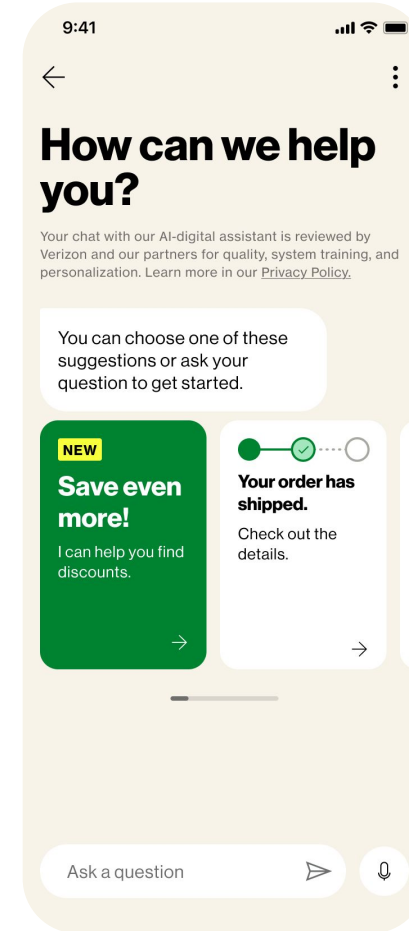 9:41
How can we help
you?
Your chat with our AI-digital assistant is reviewed by
Verizon and our partners for quality, system training, and
personalization. Learn more in our Privacy Policy.
You can choose one of these
suggestions or ask your
question to get started.
NEW
Save even
more!
I can help you find
discounts.
Your order has
shipped.
Check out the
details.
Ask a question